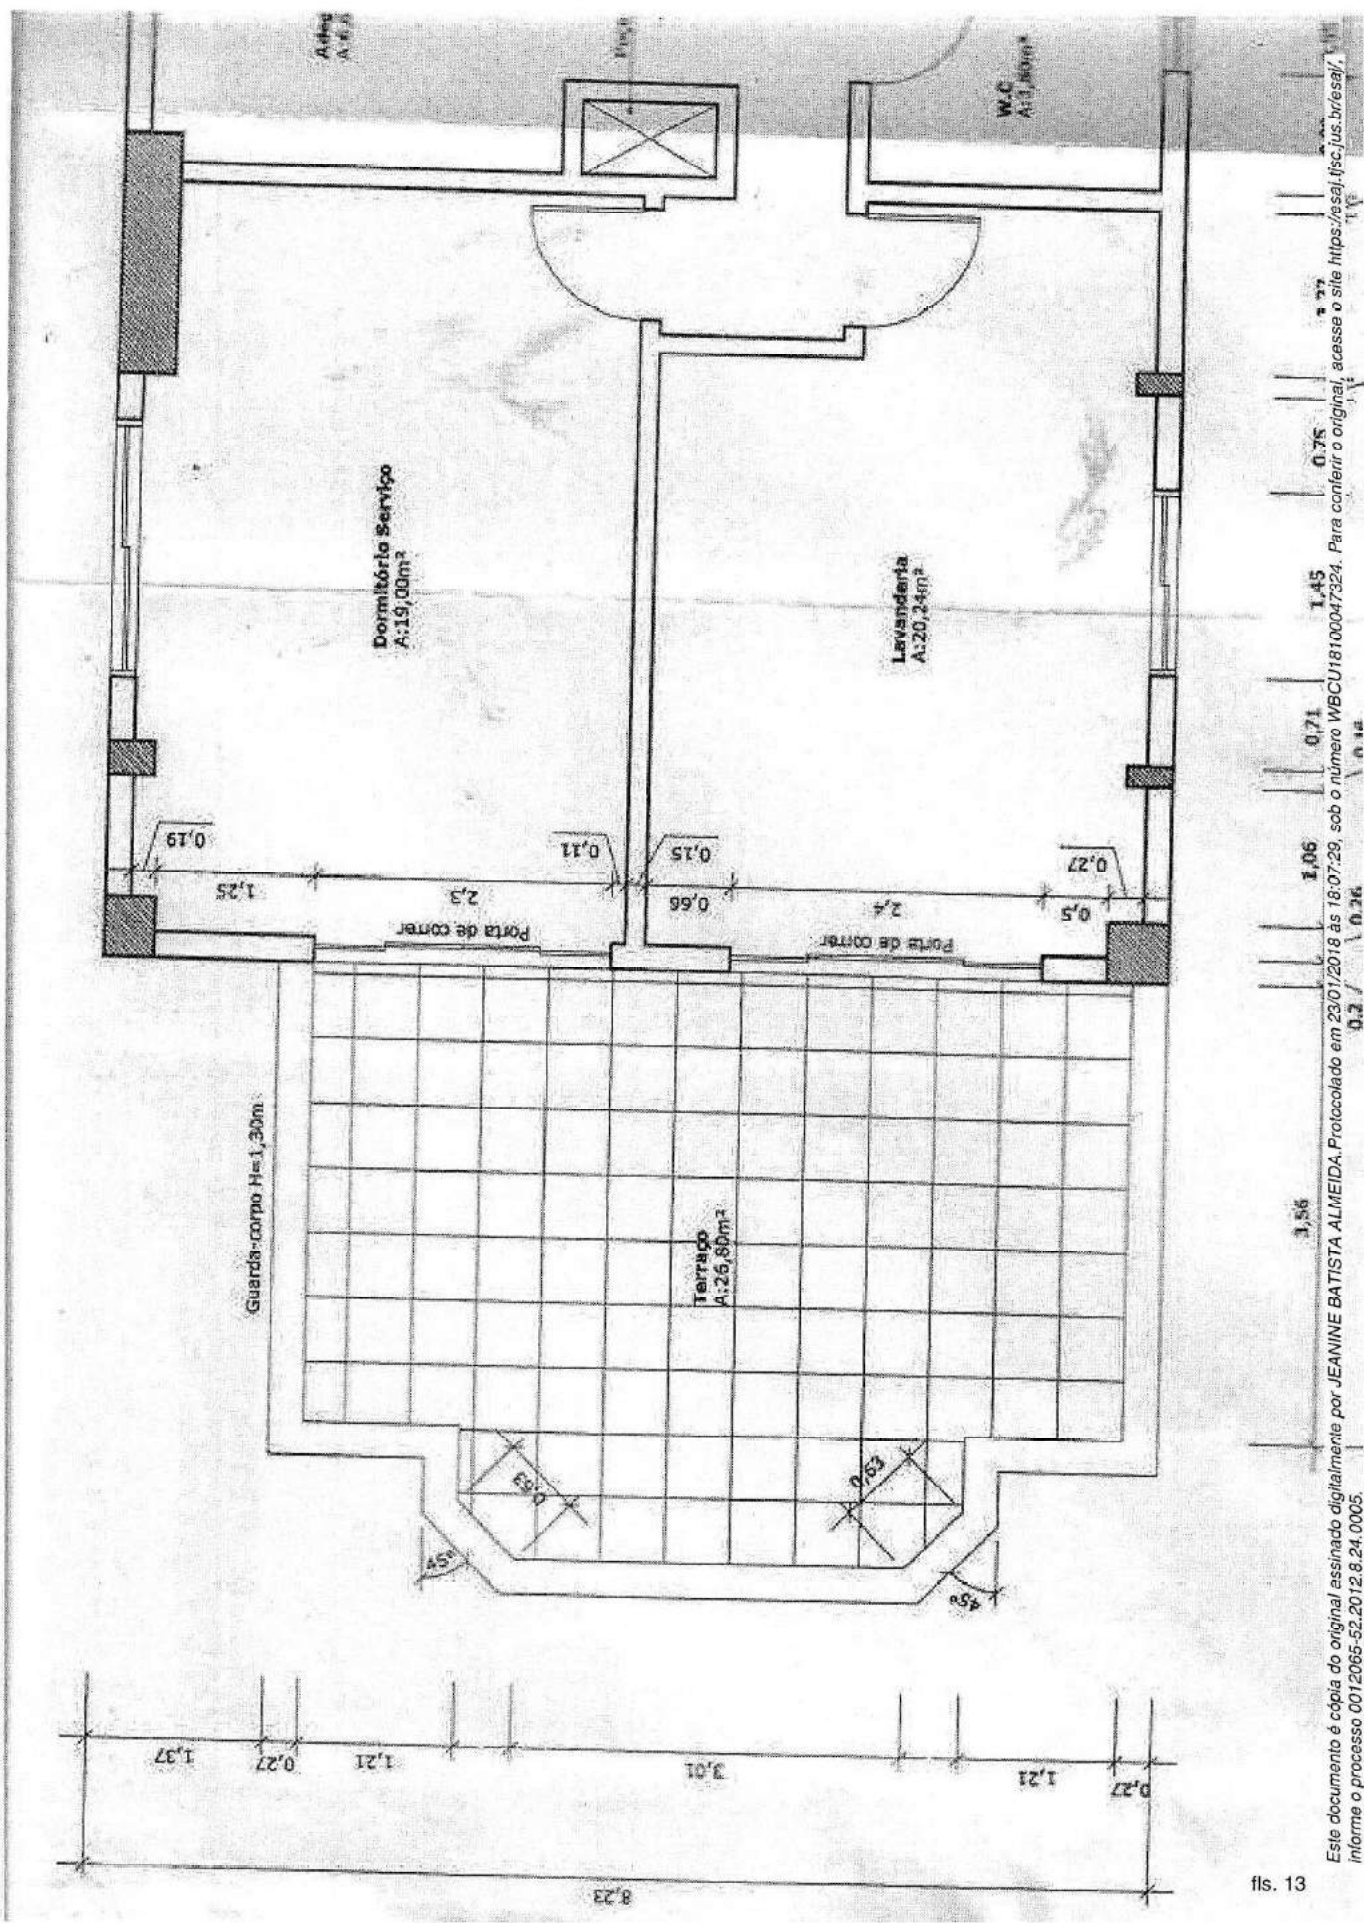 W.C
A:1,80m²
Dormitório Serviço
A:19,00m²
Lavanderia
A:20,24m²
0,19
1,25
2,3
0,11
0,15
0,66
2,4
0,5
0,27
Porta de correr
Porta de correr
Guarda-corpo H=1,30m
Terraço
A:26,80m²
0,63
0,63
45º
45º
1,37
0,27
1,21
3,01
1,21
0,27
8,23
0,75
1,45
0,71
1,06
0,26
0,2
3,56
fls. 13
Este documento é cópia do original assinado digitalmente por JEANINE BATISTA ALMEIDA.Protocolado em 23/01/2018 às 18:07:29, sob o número WBCU18100047324. Para conferir o original, acesse o site https://esaj.tjsc.jus.br/esaj/,
informe o processo 0012065-52.2012.8.24.0005.